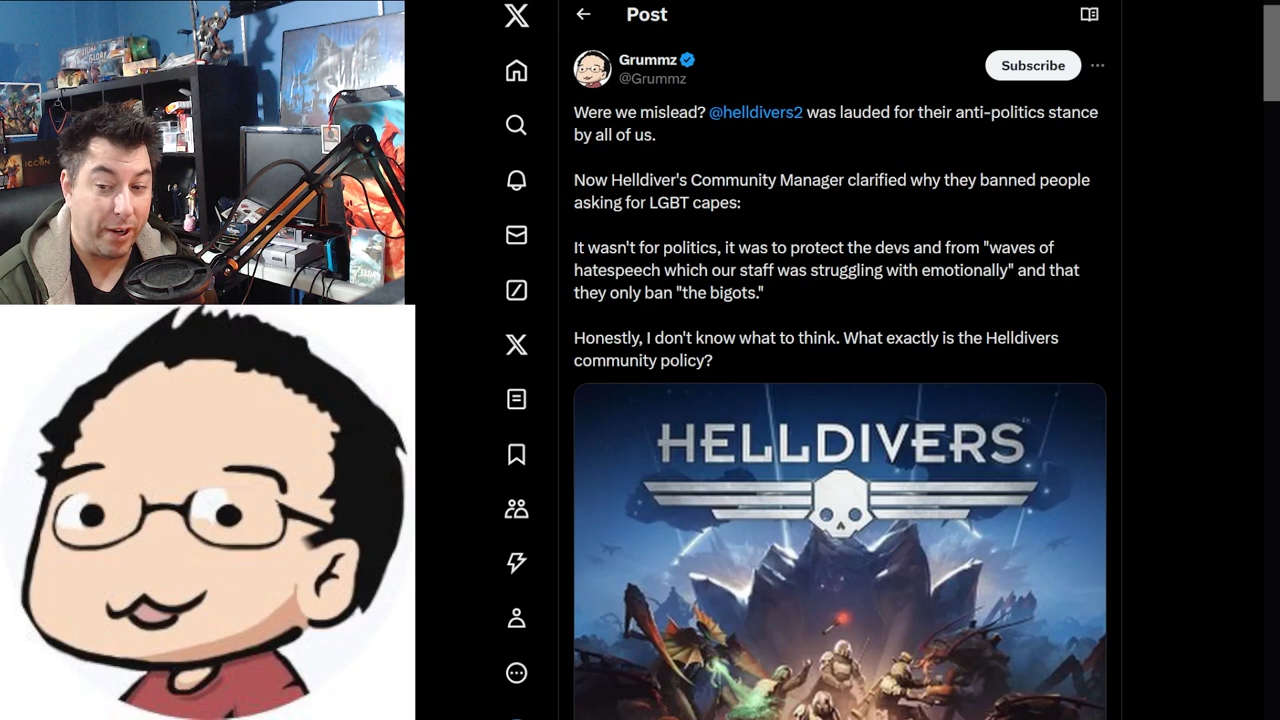 Post
Grummz
@Grummz
Subscribe
Were we mislead? @helldivers2 was lauded for their anti-politics stance
by all of us.
Now Helldiver's Community Manager clarified why they banned people
asking for LGBT capes:
It wasn't for politics, it was to protect the devs and from "waves of
hatespeech which our staff was struggling with emotionally" and that
they only ban "the bigots."
Honestly, I don't know what to think. What exactly is the Helldivers
community policy?
HELLDIVERS